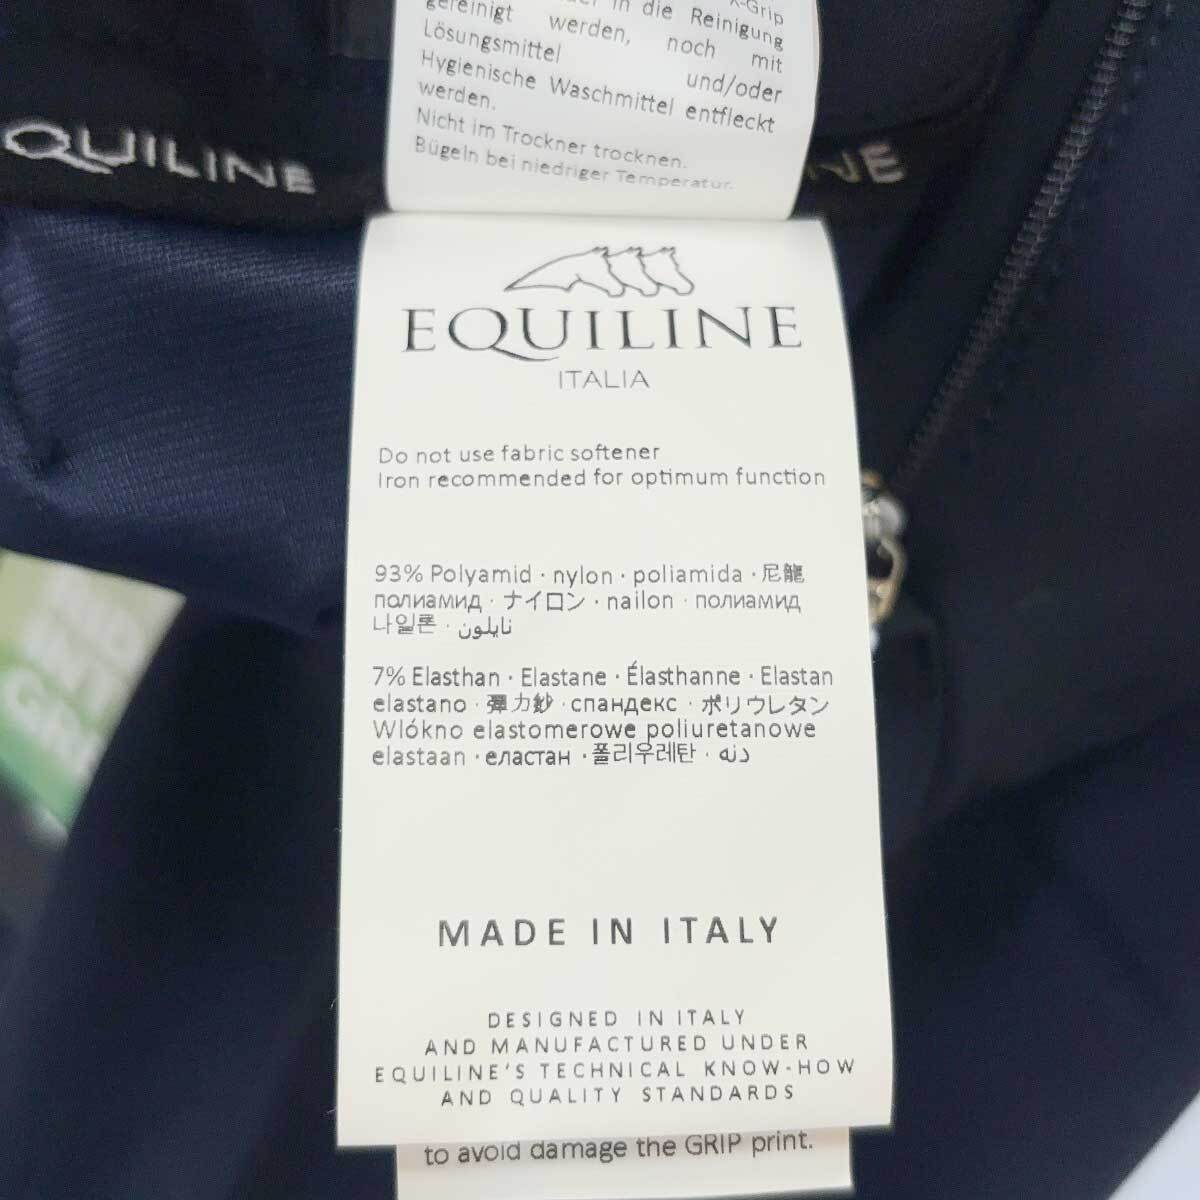 X-Grip
in die Reinigung
gereinigt werden, noch mit
Lösungsmittel und/oder
Hygienische Waschmittel entfleckt
werden.
Nicht im Trockner trocknen.
Bügeln bei niedriger Temperatur.
EQUILINE
EQUILINE
ITALIA
Do not use fabric softener
Iron recommended for optimum function
93% Polyamid · nylon · poliamida · 尼龍
полиамид · ナイロン · nailon · полиамид
나일론 · نايلون
7% Elasthan · Elastane · Élasthanne · Elastan
elastano · 彈力紗 · спандекс · ポリウレタン
Wlókno elastomerowe poliuretanowe
elastaan · еластан · 폴리우레탄 · دنه
MADE IN ITALY
DESIGNED IN ITALY
AND MANUFACTURED UNDER
EQUILINE'S TECHNICAL KNOW-HOW
AND QUALITY STANDARDS
to avoid damage the GRIP print.